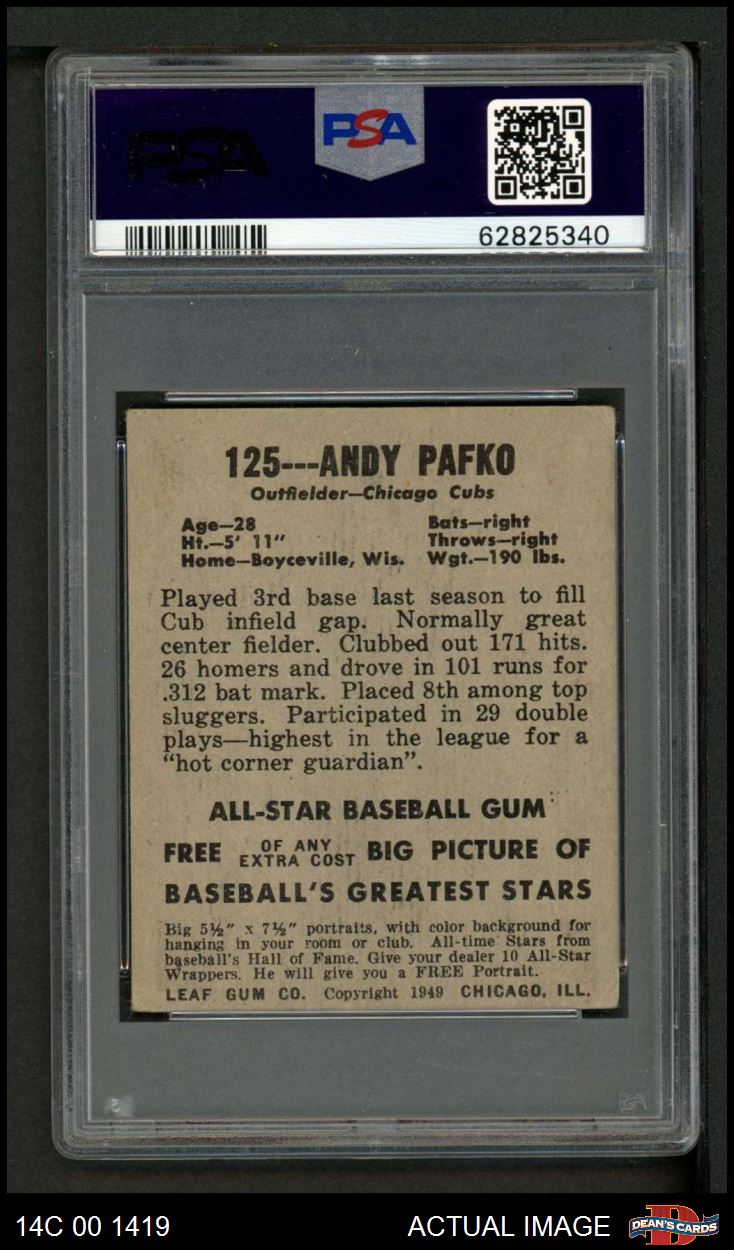 PSA
PSA
62825340
125---ANDY PAFKO
Outfielder—Chicago Cubs
Age—28 Bats—right
Ht.—5' 11" Throws—right
Home—Boyceville, Wis. Wgt.—190 lbs.
Played 3rd base last season to fill
Cub infield gap. Normally great
center fielder. Clubbed out 171 hits.
26 homers and drove in 101 runs for
.312 bat mark. Placed 8th among top
sluggers. Participated in 29 double
plays—highest in the league for a
"hot corner guardian".
ALL-STAR BASEBALL GUM
FREE OF ANY EXTRA COST BIG PICTURE OF
BASEBALL'S GREATEST STARS
Big 5½" x 7½" portraits, with color background for
hanging in your room or club. All-time Stars from
baseball's Hall of Fame. Give your dealer 10 All-Star
Wrappers. He will give you a FREE Portrait.
LEAF GUM CO. Copyright 1949 CHICAGO, ILL.
PSA
14C 00 1419 ACTUAL IMAGE DEAN'S CARDS